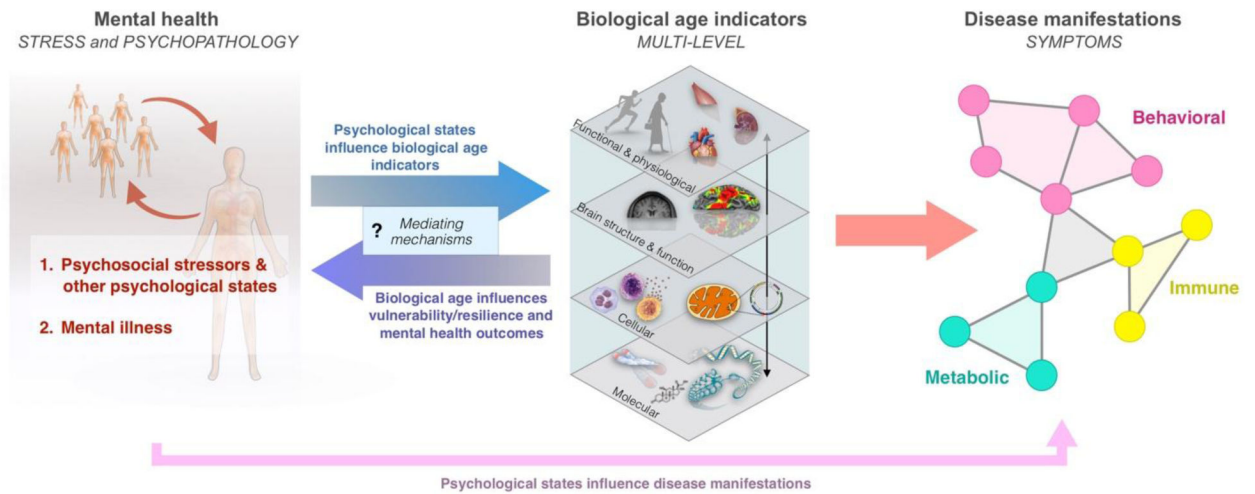 Mental health
STRESS and PSYCHOPATHOLOGY
1. Psychosocial stressors &
other psychological states
2. Mental illness
Psychological states
influence biological age
indicators
? Mediating
mechanisms
Biological age influences
vulnerability/resilience and
mental health outcomes
Biological age indicators
MULTI-LEVEL
Functional & physiological
Brain structure & function
Cellular
Molecular
Disease manifestations
SYMPTOMS
Behavioral
Immune
Metabolic
Psychological states influence disease manifestations